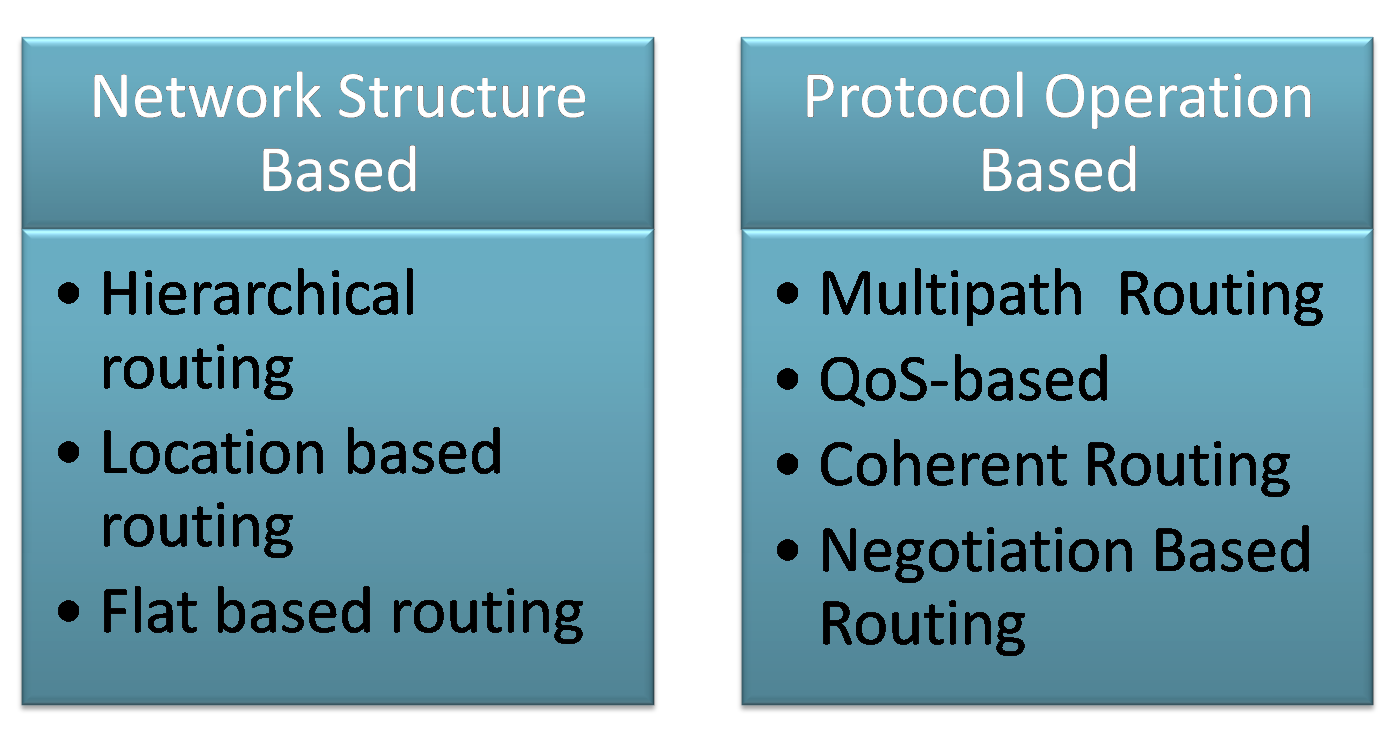 Network Structure
Based
• Hierarchical
routing
• Location based
routing
• Flat based routing
Protocol Operation
Based
• Multipath  Routing
• QoS-based
• Coherent Routing
• Negotiation Based
Routing